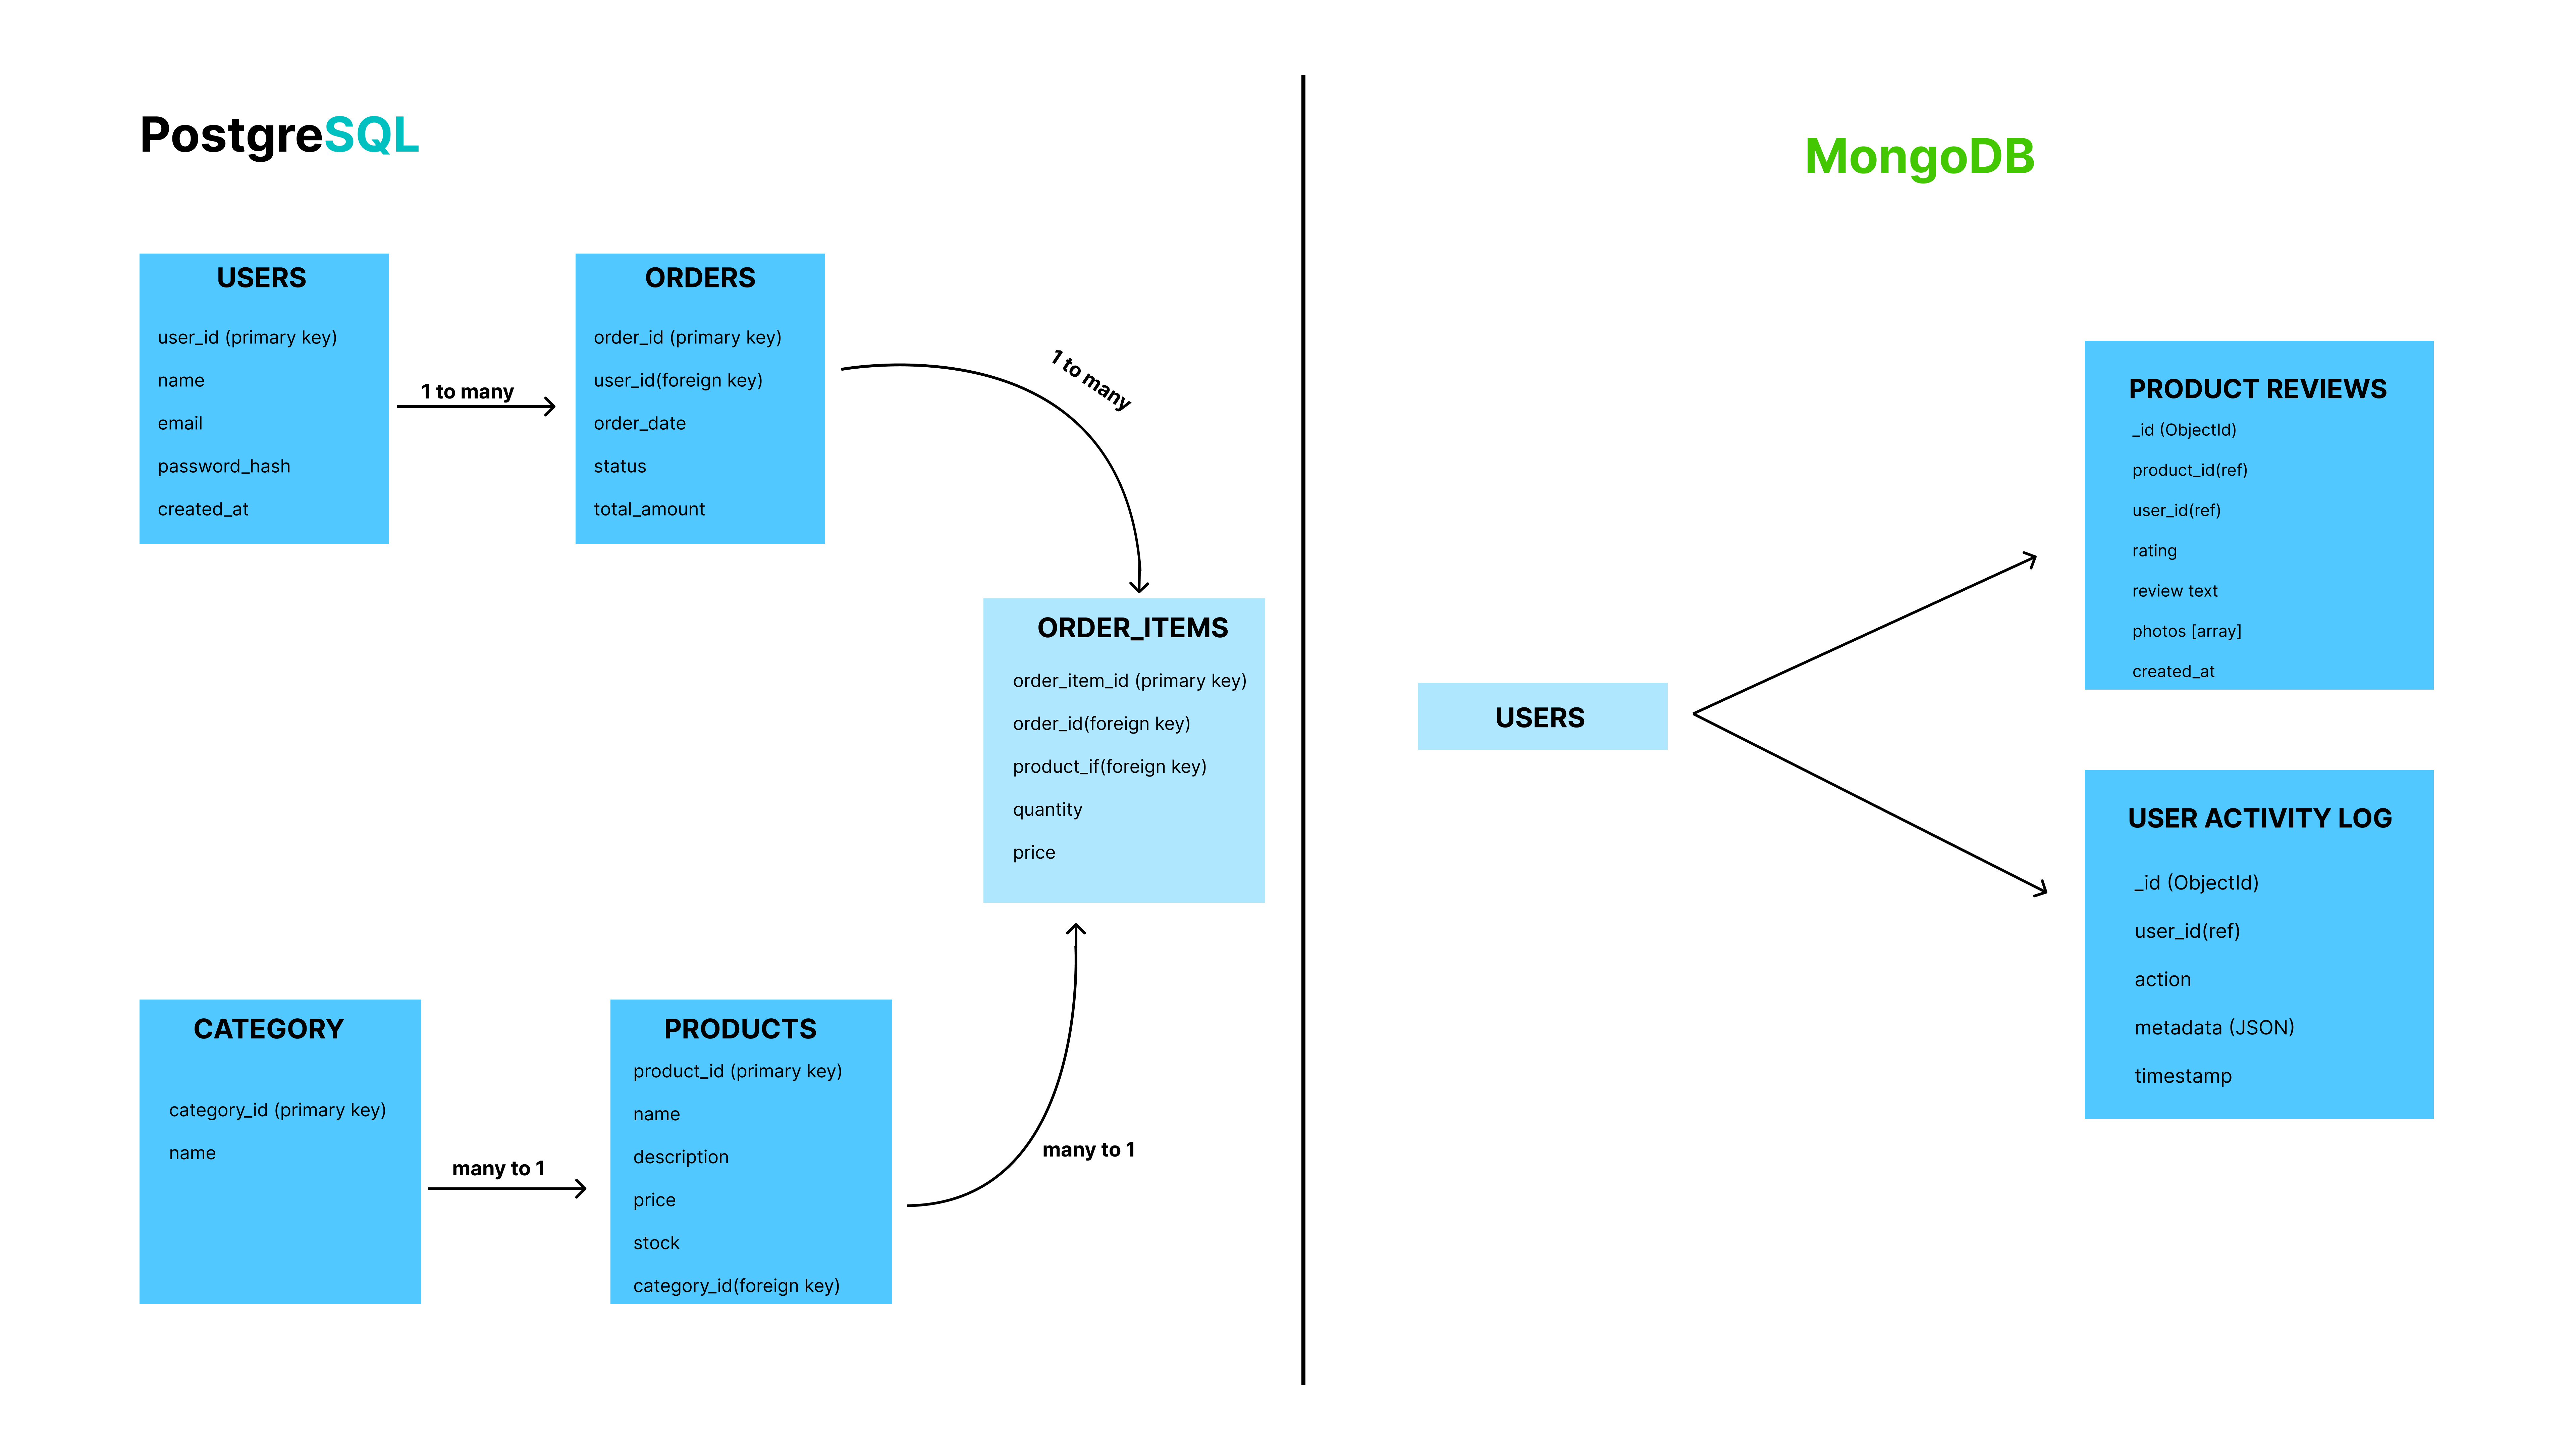 PostgreSQL
USERS
user_id (primary key)
name
email
password_hash
created_at
1 to many
ORDERS
order_id (primary key)
user_id(foreign key)
order_date
status
total_amount
1 to many
ORDER_ITEMS
order_item_id (primary key)
order_id(foreign key)
product_if(foreign key)
quantity
price
CATEGORY
category_id (primary key)
name
many to 1
PRODUCTS
product_id (primary key)
name
description
price
stock
category_id(foreign key)
many to 1
MongoDB
USERS
PRODUCT REVIEWS
_id (ObjectId)
product_id(ref)
user_id(ref)
rating
review text
photos [array]
created_at
USER ACTIVITY LOG
_id (ObjectId)
user_id(ref)
action
metadata (JSON)
timestamp